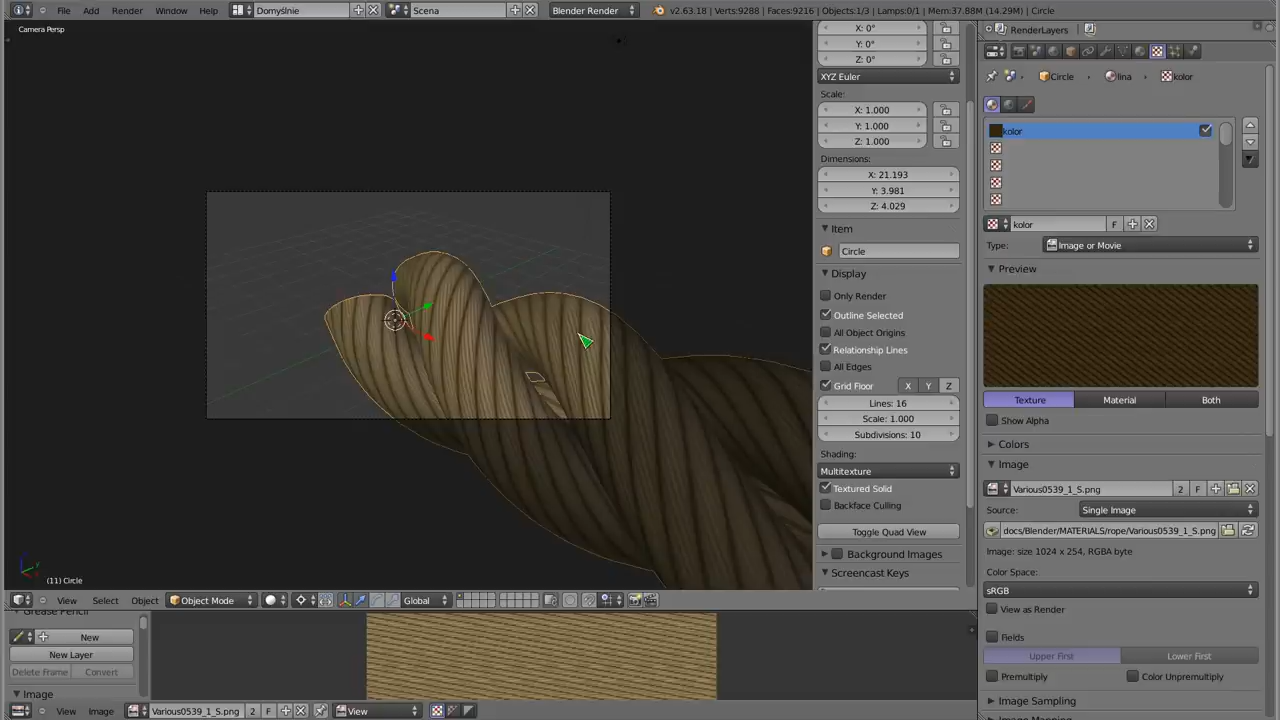 File Add Render Window Help Domyślnie Scena Blender Render v2.63.18 | Verts:9288 | Faces:9216 | Objects:1/3 | Lamps:0/1 | Mem:37.88M (14.29M) | Circle
Camera Persp
(11) Circle
View Select Object Object Mode Global
X: 0°
Y: 0°
Z: 0°
XYZ Euler
Scale:
X: 1.000
Y: 1.000
Z: 1.000
Dimensions:
X: 21.193
Y: 3.981
Z: 4.029
Item
Circle
Display
Only Render
Outline Selected
All Object Origins
Relationship Lines
All Edges
Grid Floor X Y Z
Lines: 16
Scale: 1.000
Subdivisions: 10
Shading:
Multitexture
Textured Solid
Backface Culling
Toggle Quad View
Background Images
Screencast Keys
RenderLayers
Circle lina kolor
kolor
kolor F
Type: Image or Movie
Preview
Texture Material Both
Show Alpha
Colors
Image
Various0539_1_S.png 2 F
Source: Single Image
docs/Blender/MATERIALS/rope/Various0539_1_S.png
Image: size 1024 x 254, RGBA byte
Color Space:
sRGB
View as Render
Fields
Upper First Lower First
Premultiply Color Unpremultiply
Image Sampling
Image Mapping
Grease Pencil
New
New Layer
Delete Frame Convert
Image
View Image Various0539_1_S.png 2 F View